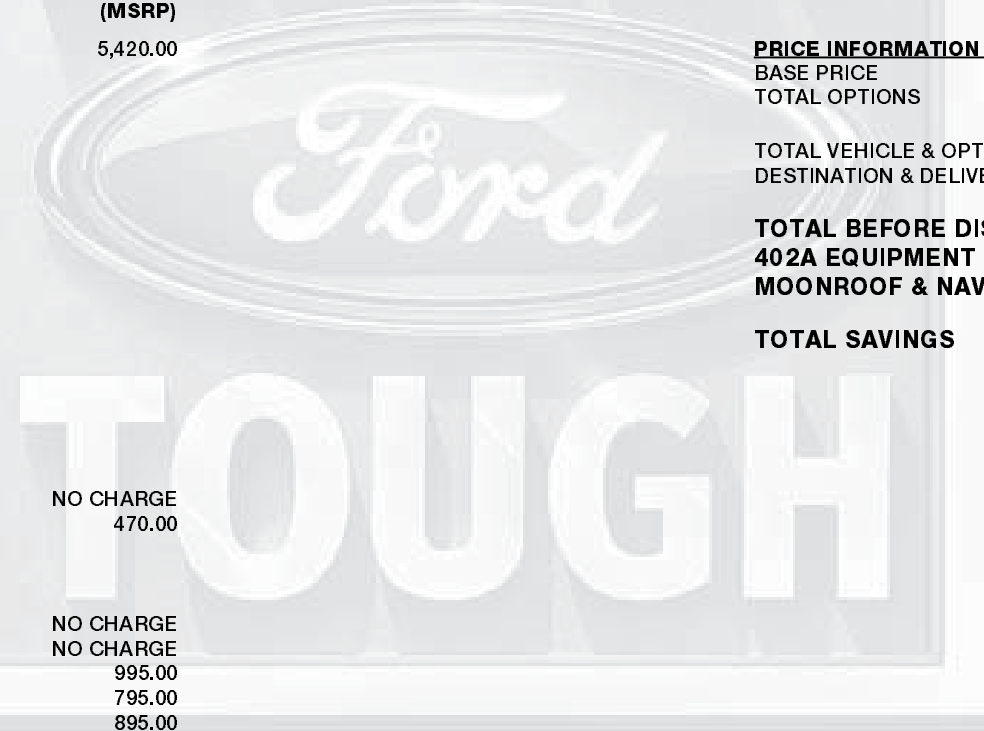 (MSRP)
5,420.00
NO CHARGE
470.00
NO CHARGE
NO CHARGE
995.00
795.00
895.00
PRICE INFORMATION
BASE PRICE
TOTAL OPTIONS
TOTAL VEHICLE & OPT
DESTINATION & DELIVE
TOTAL BEFORE DIS
402A EQUIPMENT
MOONROOF & NAV
TOTAL SAVINGS
Ford
TOUGH